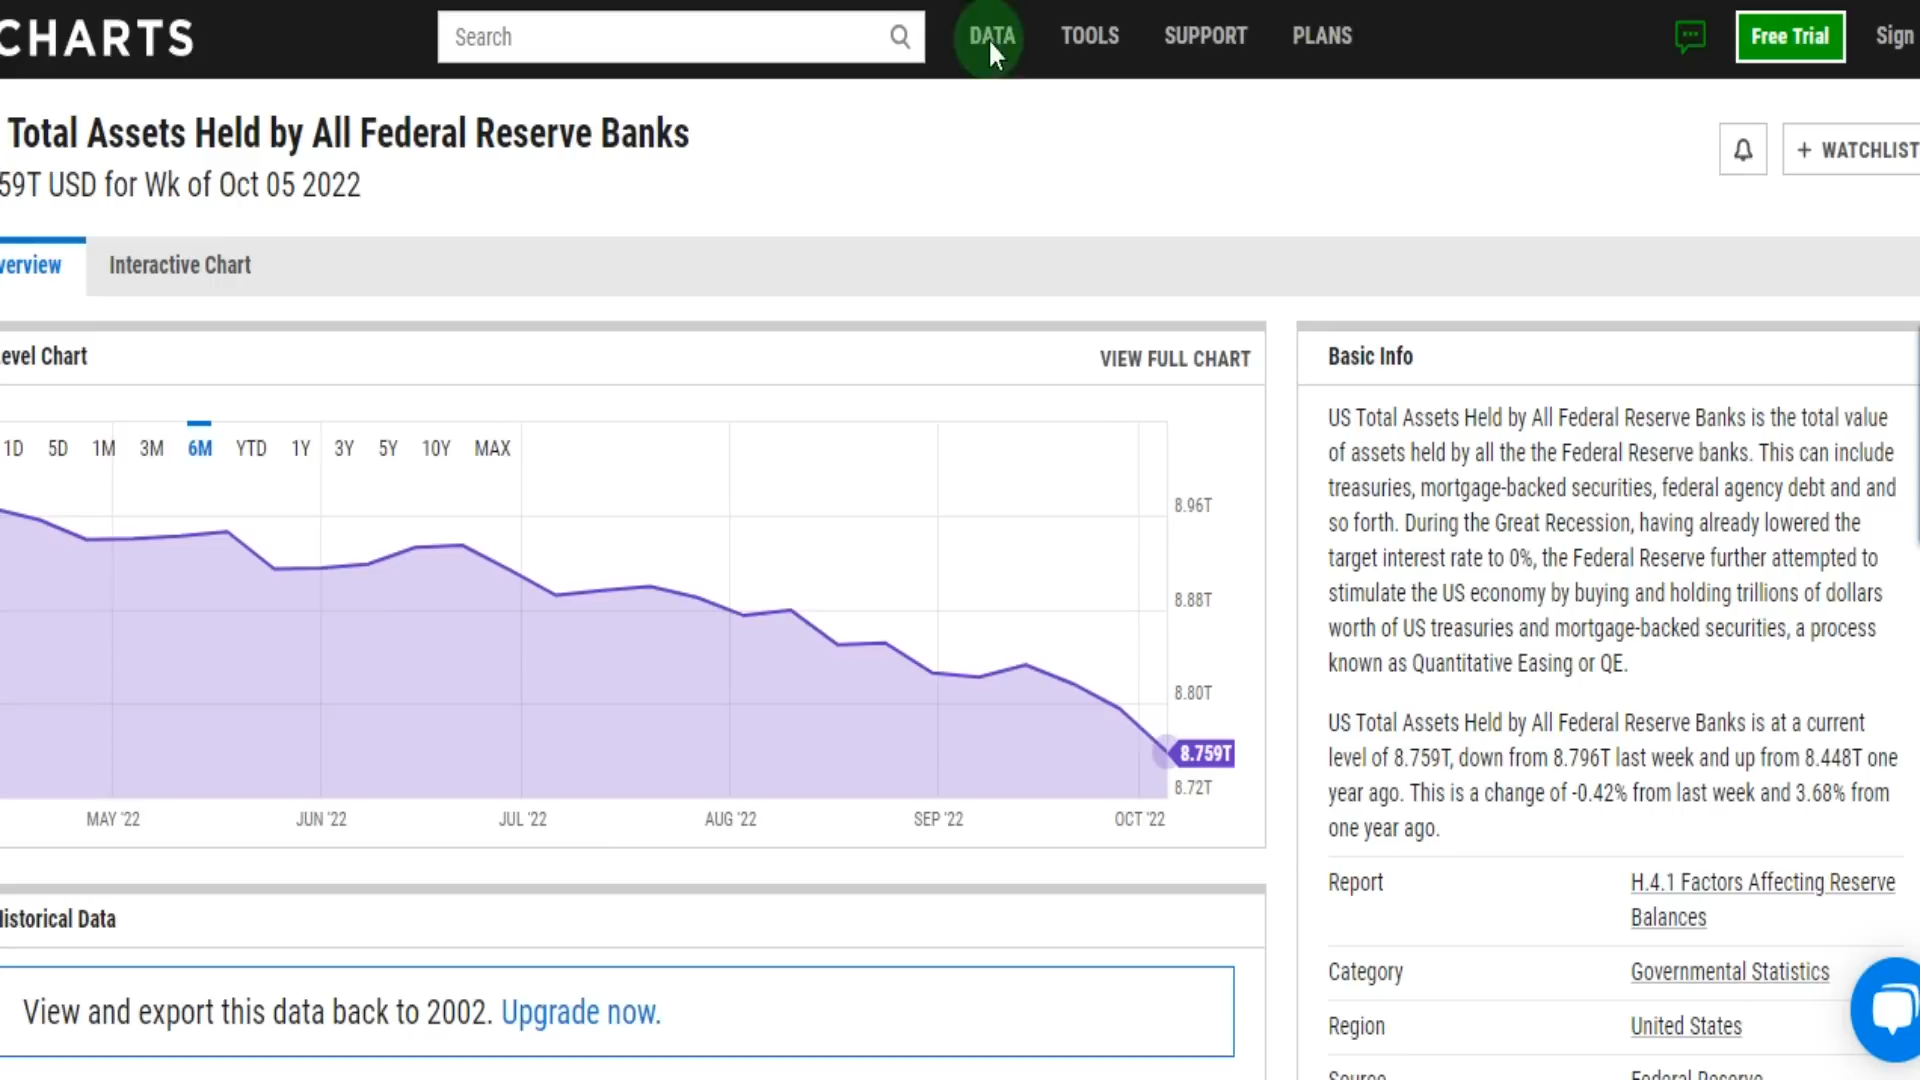 CHARTS
Search
DATA
TOOLS
SUPPORT
PLANS
Free Trial
Sign
Total Assets Held by All Federal Reserve Banks
59T USD for Wk of Oct 05 2022
+ WATCHLIST
verview
Interactive Chart
evel Chart
VIEW FULL CHART
1D 5D 1M 3M 6M YTD 1Y 3Y 5Y 10Y MAX
8.96T
8.88T
8.80T
8.759T
8.72T
MAY '22
JUN '22
JUL '22
AUG '22
SEP '22
OCT '22
istorical Data
View and export this data back to 2002. Upgrade now.
Basic Info
US Total Assets Held by All Federal Reserve Banks is the total value
of assets held by all the the Federal Reserve banks. This can include
treasuries, mortgage-backed securities, federal agency debt and and
so forth. During the Great Recession, having already lowered the
target interest rate to 0%, the Federal Reserve further attempted to
stimulate the US economy by buying and holding trillions of dollars
worth of US treasuries and mortgage-backed securities, a process
known as Quantitative Easing or QE.
US Total Assets Held by All Federal Reserve Banks is at a current
level of 8.759T, down from 8.796T last week and up from 8.448T one
year ago. This is a change of -0.42% from last week and 3.68% from
one year ago.
Report
H.4.1 Factors Affecting Reserve
Balances
Category
Governmental Statistics
Region
United States
Source
Federal Reserve